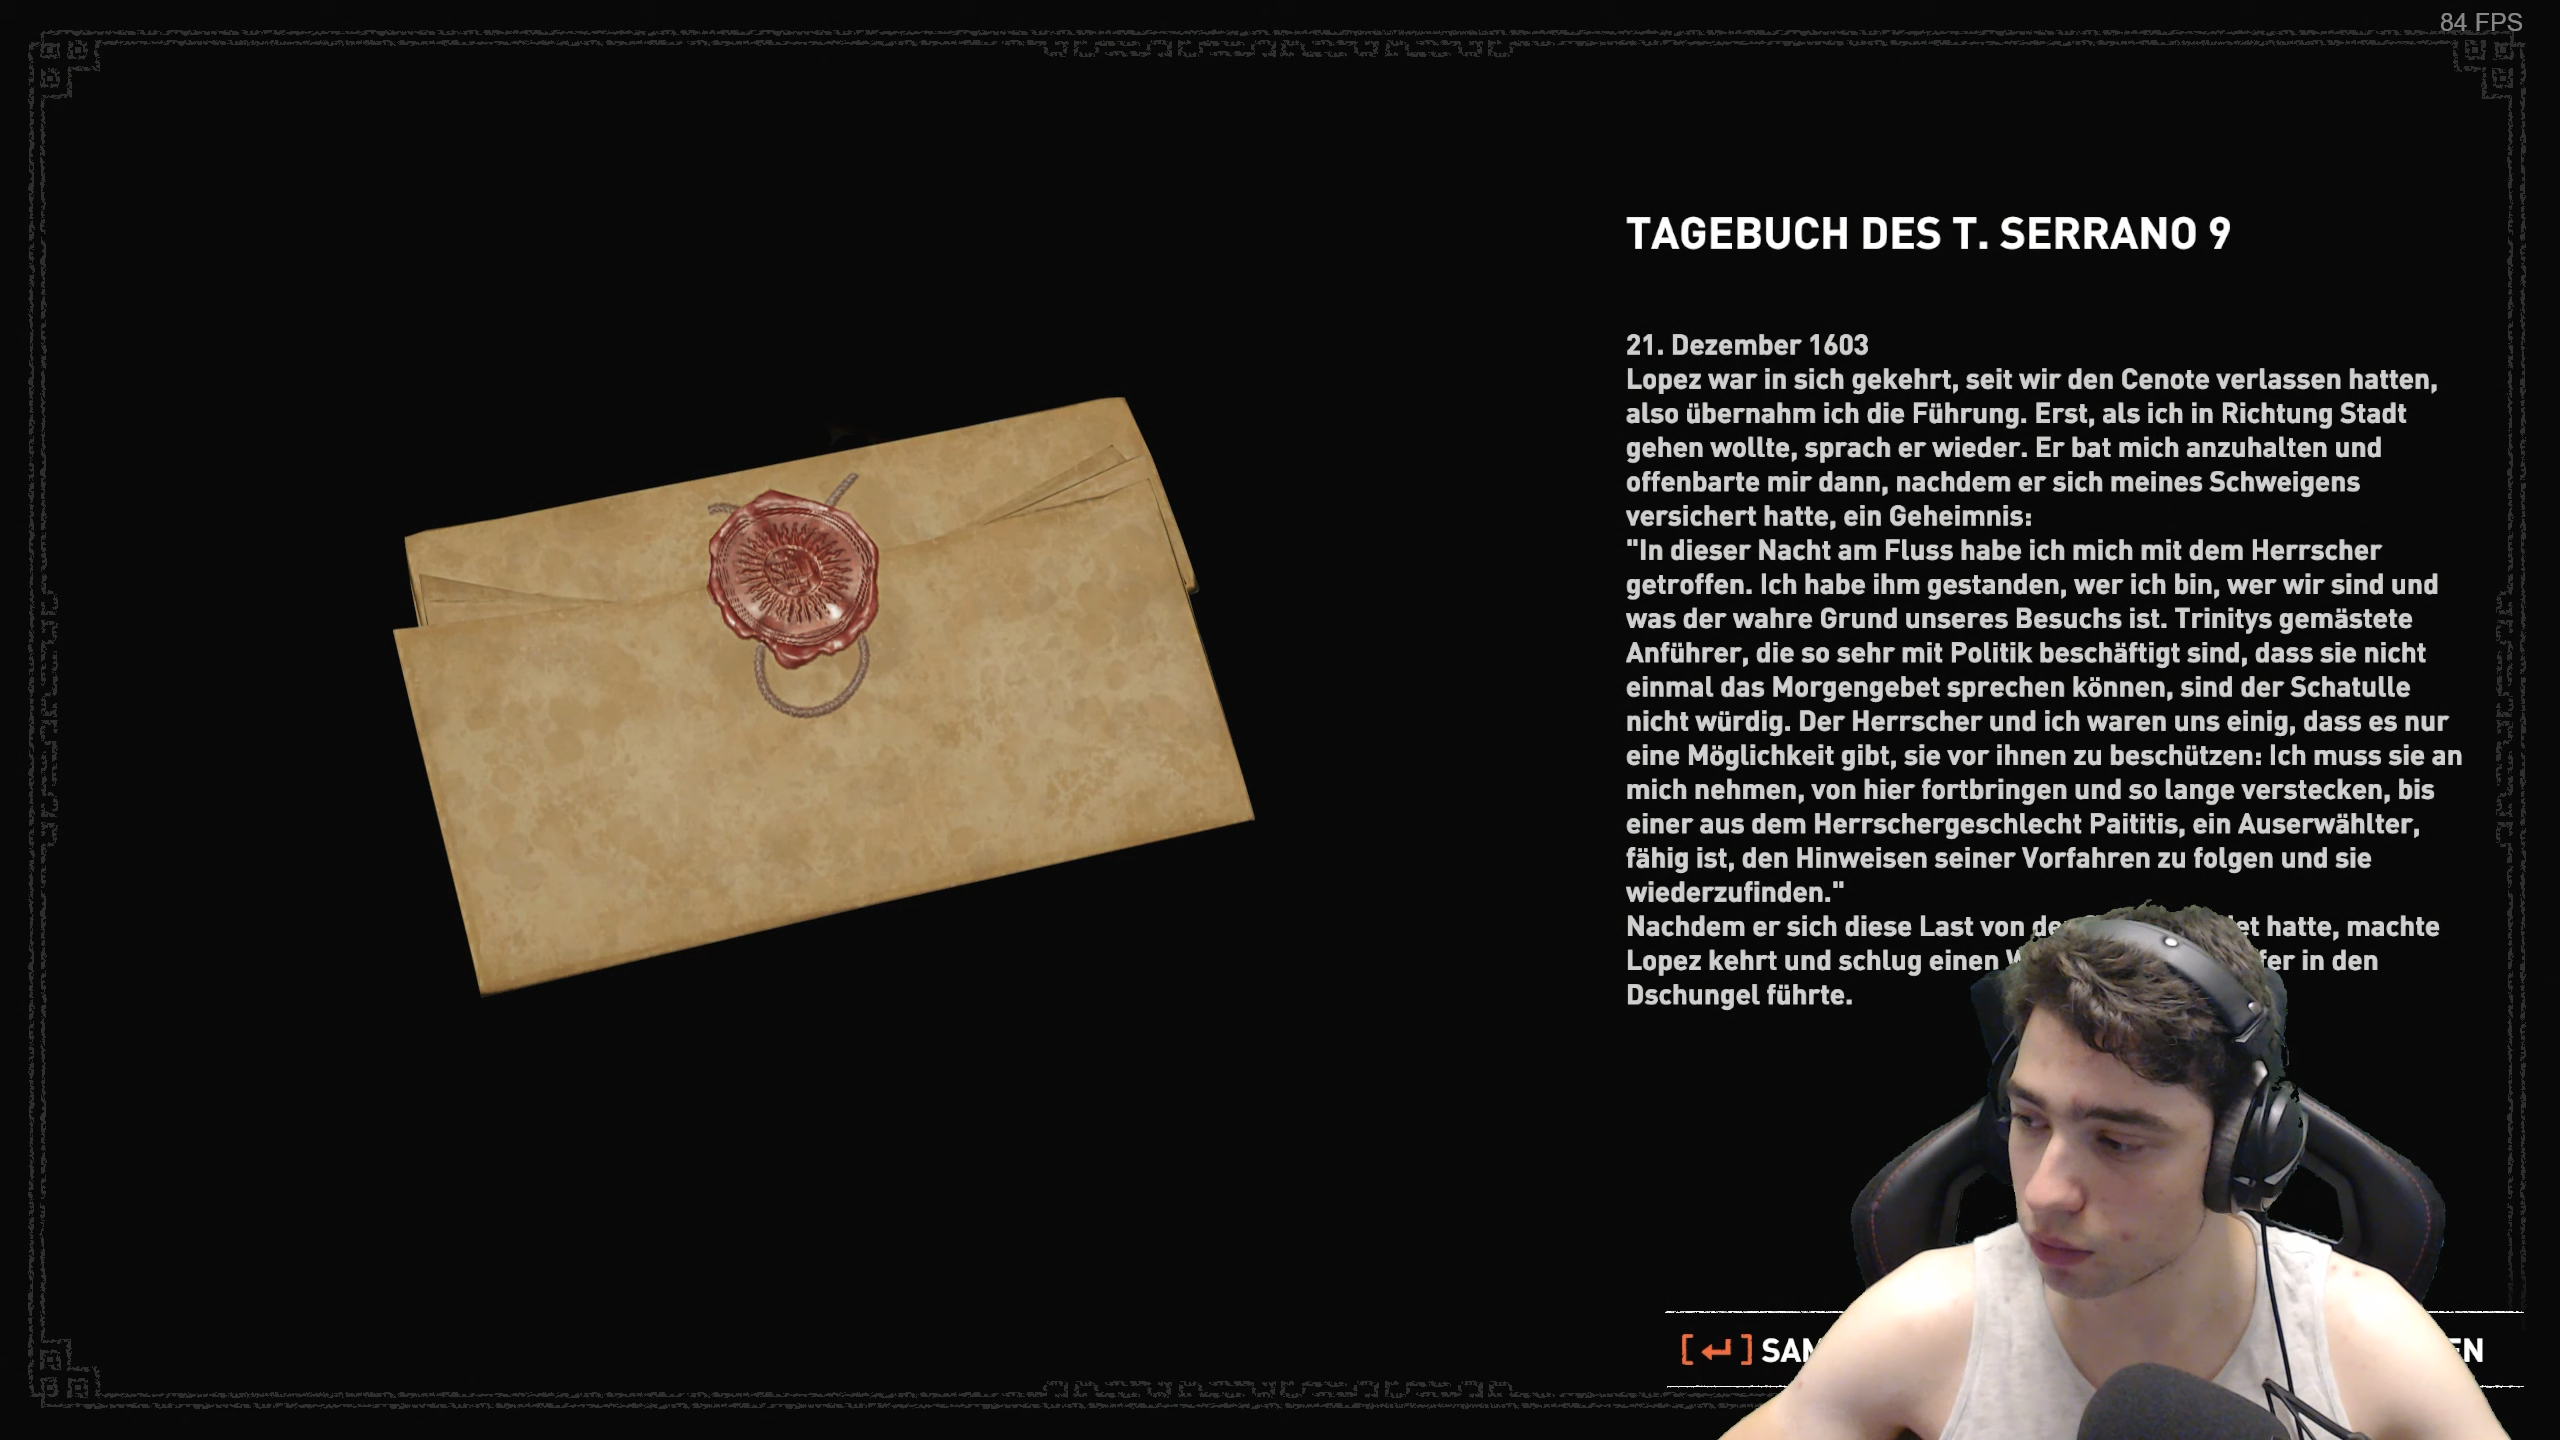 84 FPS
TAGEBUCH DES T. SERRANO 9
21. Dezember 1603
Lopez war in sich gekehrt, seit wir den Cenote verlassen hatten,
also übernahm ich die Führung. Erst, als ich in Richtung Stadt
gehen wollte, sprach er wieder. Er bat mich anzuhalten und
offenbarte mir dann, nachdem er sich meines Schweigens
versichert hatte, ein Geheimnis:
"In dieser Nacht am Fluss habe ich mich mit dem Herrscher
getroffen. Ich habe ihm gestanden, wer ich bin, wer wir sind und
was der wahre Grund unseres Besuchs ist. Trinitys gemästete
Anführer, die so sehr mit Politik beschäftigt sind, dass sie nicht
einmal das Morgengebet sprechen können, sind der Schatulle
nicht würdig. Der Herrscher und ich waren uns einig, dass es nur
eine Möglichkeit gibt, sie vor ihnen zu beschützen: Ich muss sie an
mich nehmen, von hier fortbringen und so lange verstecken, bis
einer aus dem Herrschergeschlecht Paititis, ein Auserwählter,
fähig ist, den Hinweisen seiner Vorfahren zu folgen und sie
wiederzufinden."
Nachdem er sich diese Last von hatte, machte
Lopez kehrt und schlug einen in den
Dschungel führte.